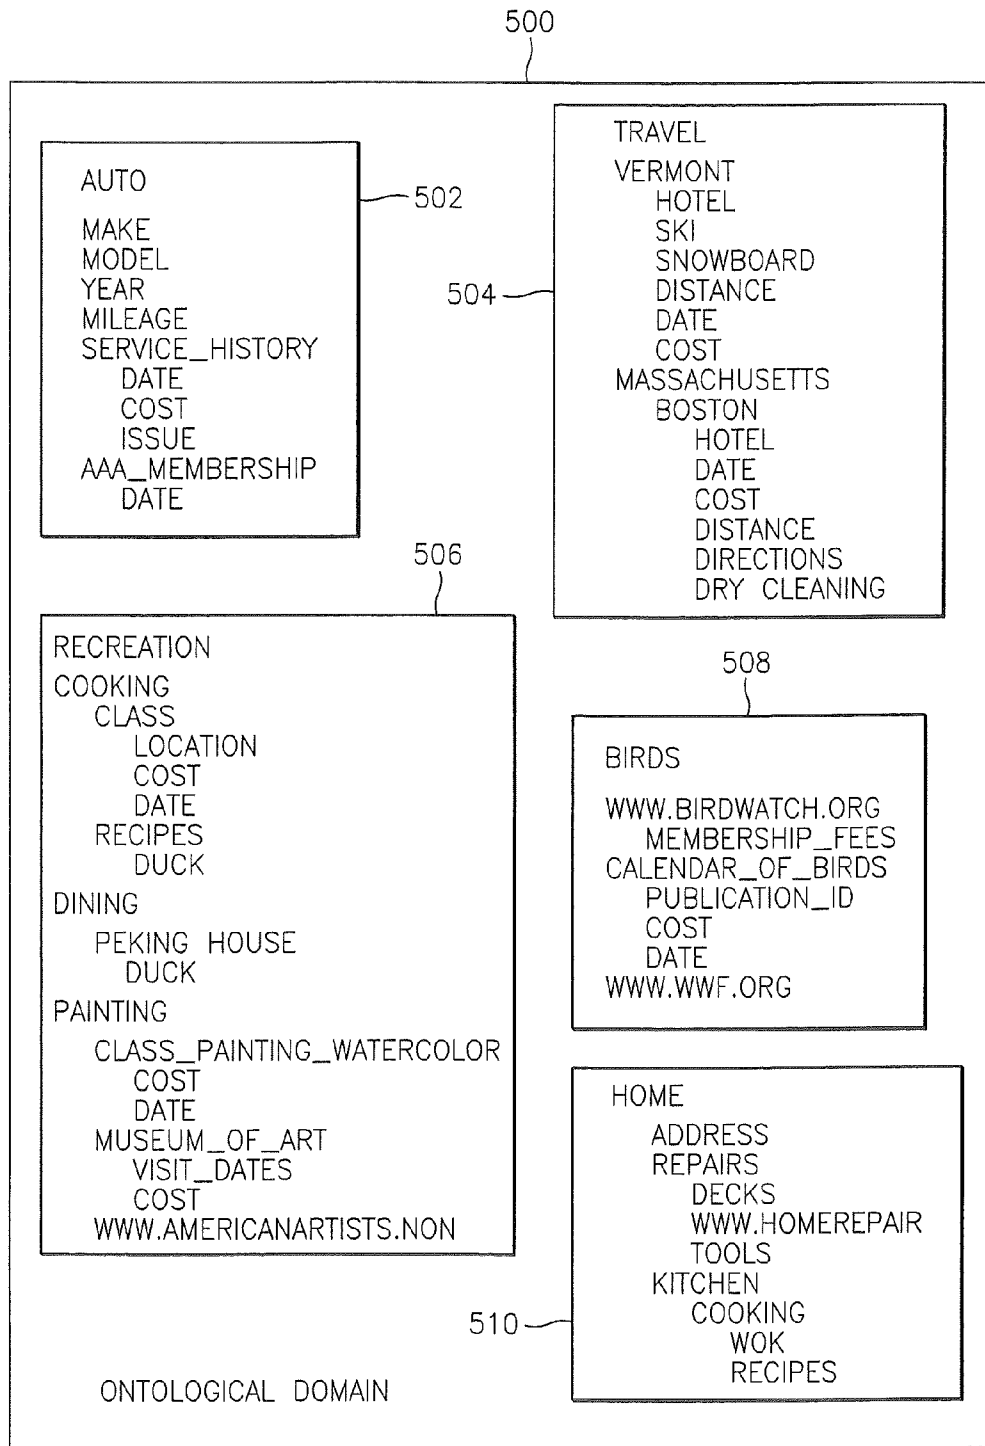 500
AUTO
MAKE
MODEL
YEAR
MILEAGE
SERVICE_HISTORY
DATE
COST
ISSUE
AAA_MEMBERSHIP
DATE
502
TRAVEL
VERMONT
HOTEL
SKI
SNOWBOARD
DISTANCE
DATE
COST
MASSACHUSETTS
BOSTON
HOTEL
DATE
COST
DISTANCE
DIRECTIONS
DRY CLEANING
504
506
RECREATION
COOKING
CLASS
LOCATION
COST
DATE
RECIPES
DUCK
DINING
PEKING HOUSE
DUCK
PAINTING
CLASS_PAINTING_WATERCOLOR
COST
DATE
MUSEUM_OF_ART
VISIT_DATES
COST
WWW.AMERICANARTISTS.NON
508
BIRDS
WWW.BIRDWATCH.ORG
MEMBERSHIP_FEES
CALENDAR_OF_BIRDS
PUBLICATION_ID
COST
DATE
WWW.WWF.ORG
HOME
ADDRESS
REPAIRS
DECKS
WWW.HOMEREPAIR
TOOLS
KITCHEN
COOKING
WOK
RECIPES
510
ONTOLOGICAL DOMAIN